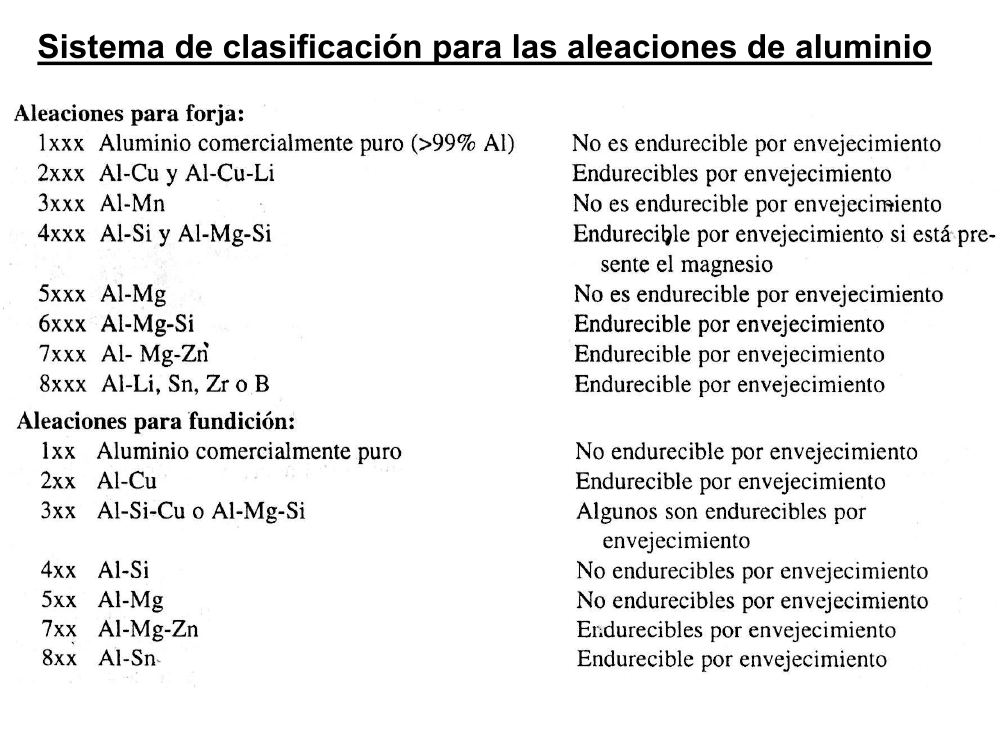 Sistema de clasificación para las aleaciones de aluminio
Aleaciones para forja:
1xxx Aluminio comercialmente puro (>99% Al) No es endurecible por envejecimiento
2xxx Al-Cu y Al-Cu-Li Endurecibles por envejecimiento
3xxx Al-Mn No es endurecible por envejecimiento
4xxx Al-Si y Al-Mg-Si Endurecible por envejecimiento si está pre-
sente el magnesio
5xxx Al-Mg No es endurecible por envejecimiento
6xxx Al-Mg-Si Endurecible por envejecimiento
7xxx Al- Mg-Zn Endurecible por envejecimiento
8xxx Al-Li, Sn, Zr o B Endurecible por envejecimiento
Aleaciones para fundición:
1xx Aluminio comercialmente puro No endurecible por envejecimiento
2xx Al-Cu Endurecible por envejecimiento
3xx Al-Si-Cu o Al-Mg-Si Algunos son endurecibles por
envejecimiento
4xx Al-Si No endurecibles por envejecimiento
5xx Al-Mg No endurecibles por envejecimiento
7xx Al-Mg-Zn Endurecibles por envejecimiento
8xx Al-Sn Endurecible por envejecimiento